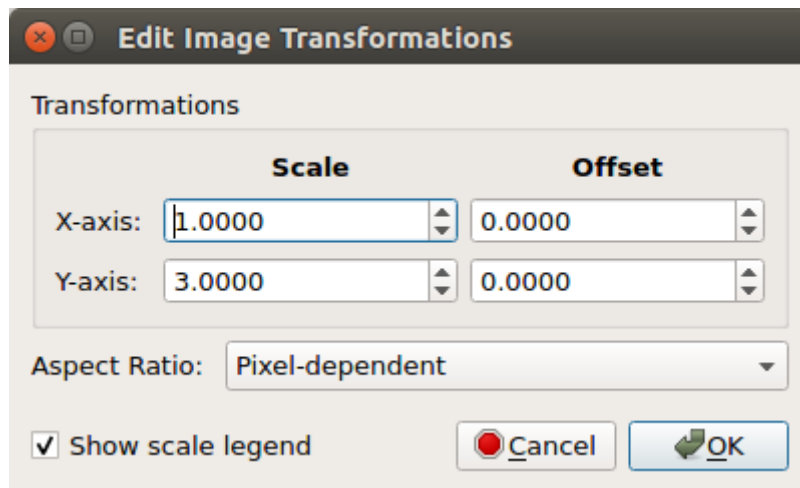 Edit Image Transformations
Transformations
Scale Offset
X-axis: 1.0000 0.0000
Y-axis: 3.0000 0.0000
Aspect Ratio: Pixel-dependent
Show scale legend Cancel OK